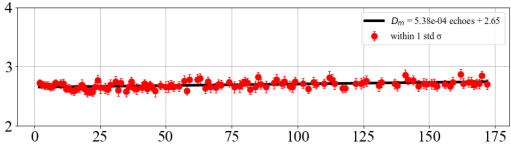 4
D_m = 5.38e-04 echoes + 2.65
within 1 std σ
3
2
0 25 50 75 100 125 150 175